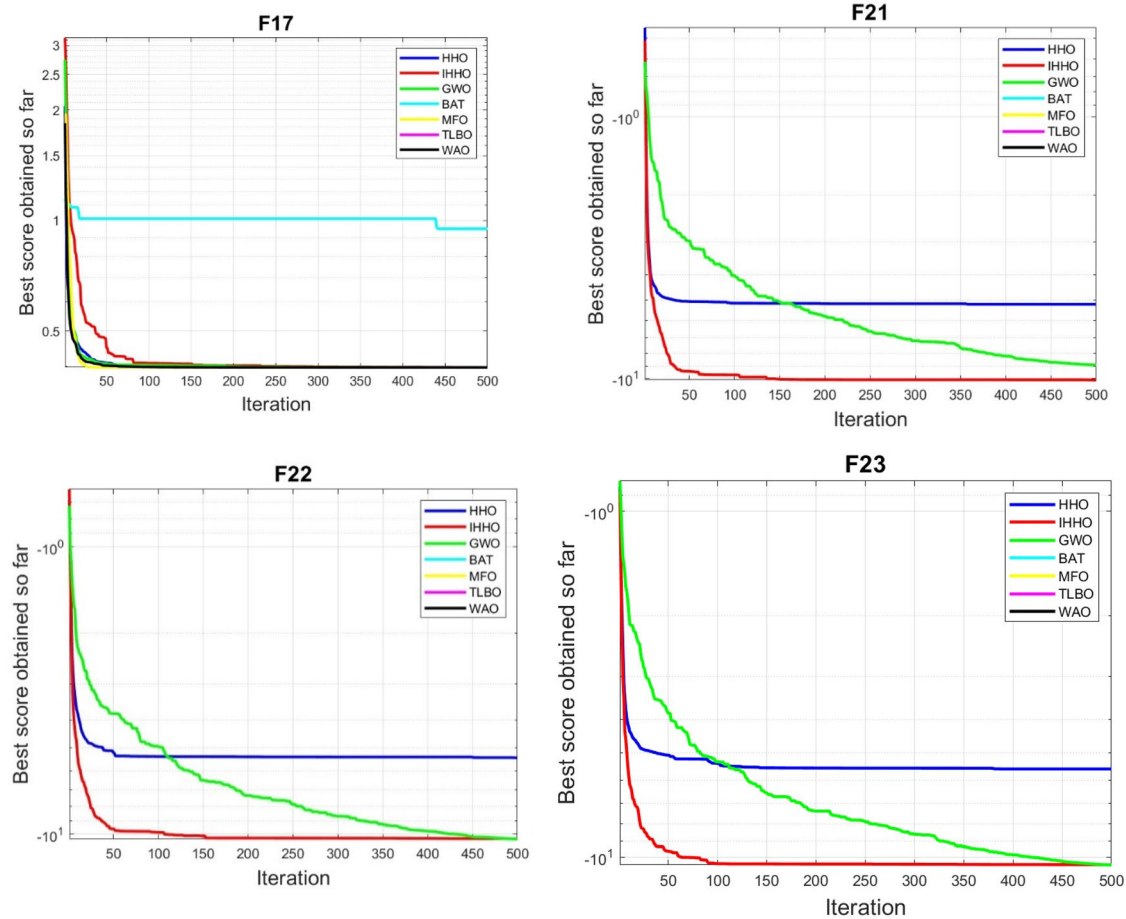 F17
Best score obtained so far
3
2.5
2
1.5
1
0.5
HHO
IHHO
GWO
BAT
MFO
TLBO
WAO
50 100 150 200 250 300 350 400 450 500
Iteration
F21
Best score obtained so far
-10^0
-10^1
HHO
IHHO
GWO
BAT
MFO
TLBO
WAO
50 100 150 200 250 300 350 400 450 500
Iteration
F22
Best score obtained so far
-10^0
-10^1
HHO
IHHO
GWO
BAT
MFO
TLBO
WAO
50 100 150 200 250 300 350 400 450 500
Iteration
F23
Best score obtained so far
-10^0
-10^1
HHO
IHHO
GWO
BAT
MFO
TLBO
WAO
50 100 150 200 250 300 350 400 450 500
Iteration